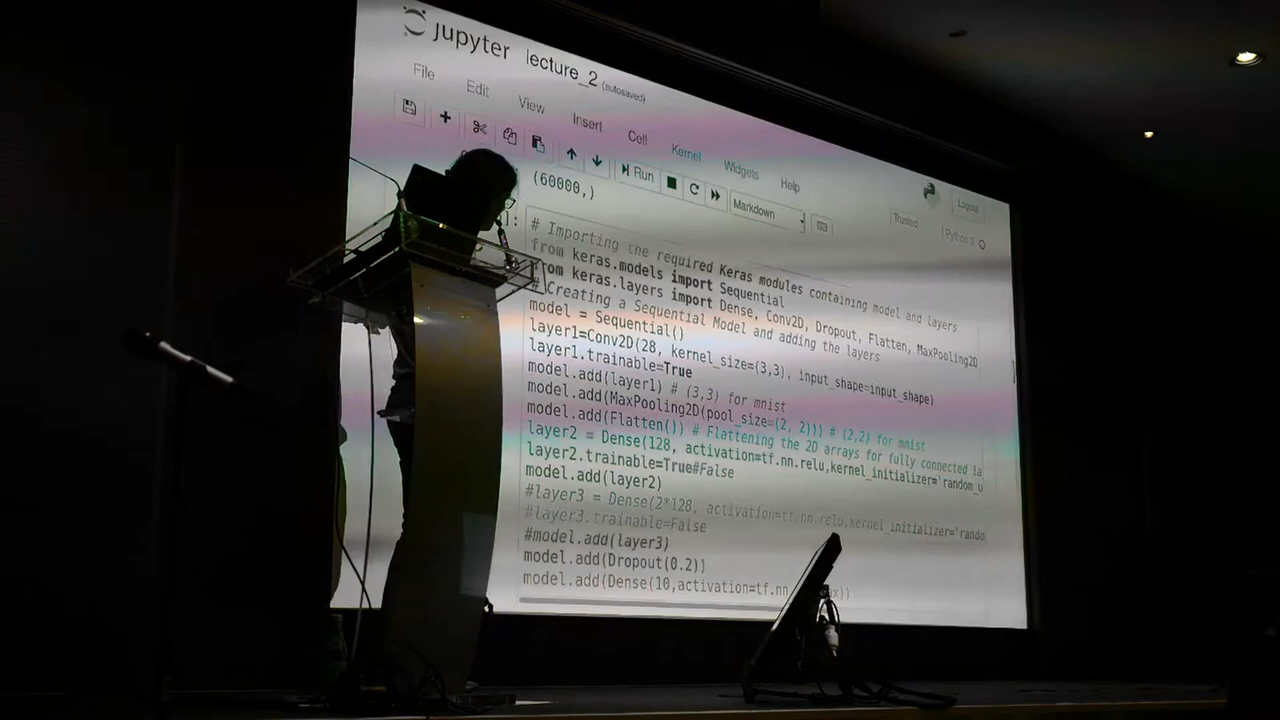 jupyter lecture_2 (autosaved)
File Edit View Insert Cell Kernel Widgets Help
Trusted Python 3 Logout
Run Markdown
(60000,)
]:
# Importing the required Keras modules containing model and layers
from keras.models import Sequential
from keras.layers import Dense, Conv2D, Dropout, Flatten, MaxPooling2D
# Creating a Sequential Model and adding the layers
model = Sequential()
layer1=Conv2D(28, kernel_size=(3,3), input_shape=input_shape)
layer1.trainable=True
model.add(layer1) # (3,3) for mnist
model.add(MaxPooling2D(pool_size=(2, 2))) # (2,2) for mnist
model.add(Flatten()) # Flattening the 2D arrays for fully connected la
layer2 = Dense(128, activation=tf.nn.relu,kernel_initializer='random_u
layer2.trainable=True#False
model.add(layer2)
#layer3 = Dense(2*128, activation=tf.nn.relu,kernel_initializer='rando
#layer3.trainable=False
#model.add(layer3)
model.add(Dropout(0.2))
model.add(Dense(10,activation=tf.nn